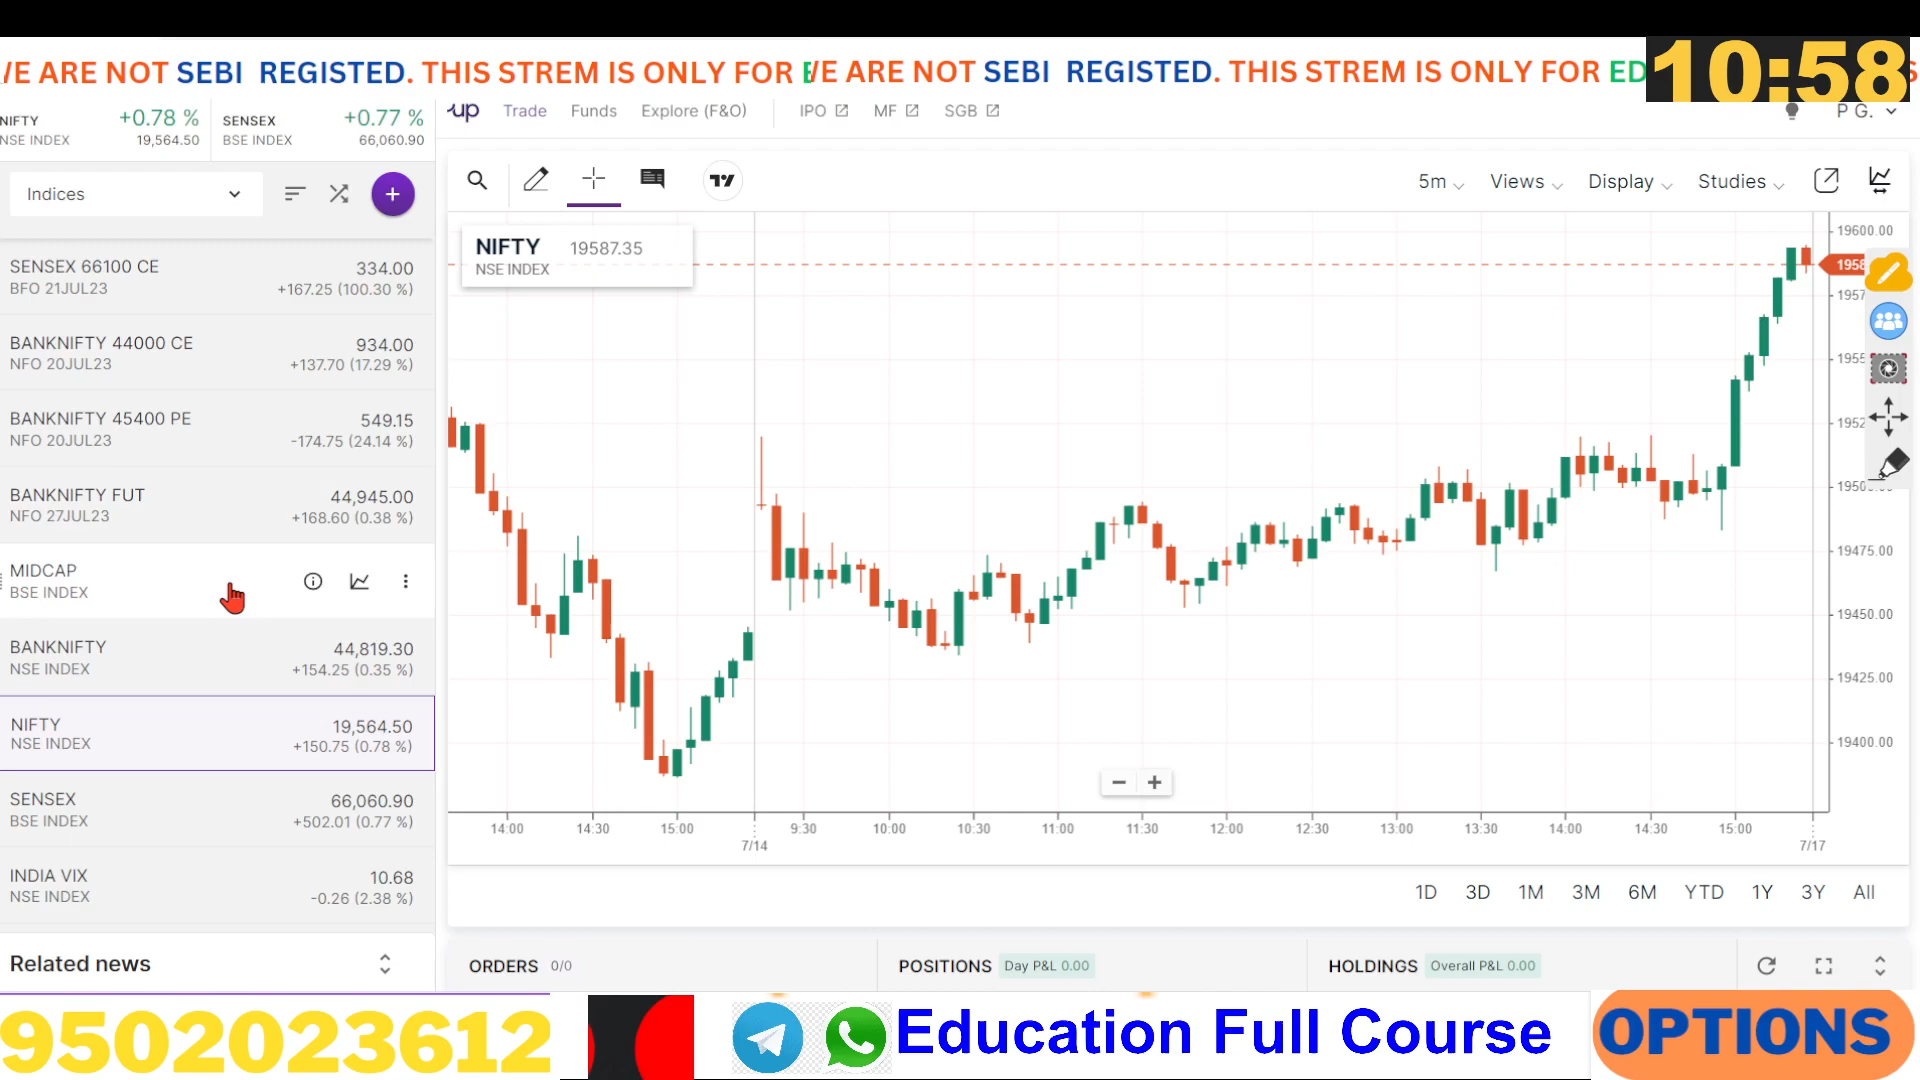 WE ARE NOT SEBI REGISTED. THIS STREM IS ONLY FOR E
WE ARE NOT SEBI REGISTED. THIS STREM IS ONLY FOR ED
10:58
NIFTY +0.78 %
NSE INDEX 19,564.50
SENSEX +0.77 %
BSE INDEX 66,060.90
up Trade Funds Explore (F&O) IPO MF SGB P G.
Indices
5m Views Display Studies
NIFTY 19587.35
NSE INDEX
SENSEX 66100 CE 334.00
BFO 21JUL23 +167.25 (100.30 %)
BANKNIFTY 44000 CE 934.00
NFO 20JUL23 +137.70 (17.29 %)
BANKNIFTY 45400 PE 549.15
NFO 20JUL23 -174.75 (24.14 %)
BANKNIFTY FUT 44,945.00
NFO 27JUL23 +168.60 (0.38 %)
MIDCAP
BSE INDEX
BANKNIFTY 44,819.30
NSE INDEX +154.25 (0.35 %)
NIFTY 19,564.50
NSE INDEX +150.75 (0.78 %)
SENSEX 66,060.90
BSE INDEX +502.01 (0.77 %)
INDIA VIX 10.68
NSE INDEX -0.26 (2.38 %)
Related news
19600.00
1958
1957
1955
1952
1950
19475.00
19450.00
19425.00
19400.00
14:00 14:30 15:00 9:30 10:00 10:30 11:00 11:30 12:00 12:30 13:00 13:30 14:00 14:30 15:00
7/14 7/17
1D 3D 1M 3M 6M YTD 1Y 3Y All
ORDERS 0/0 POSITIONS Day P&L 0.00 HOLDINGS Overall P&L 0.00
9502023612
Education Full Course
OPTIONS